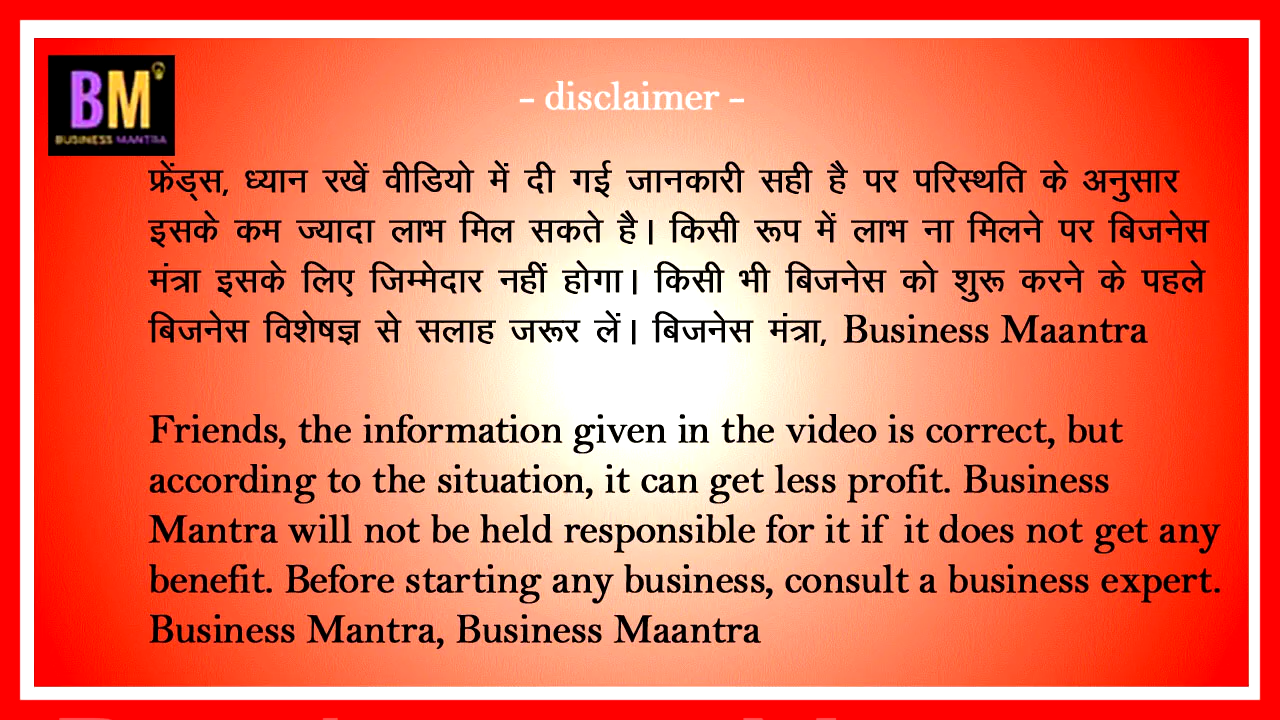 BM
BUSINESS MANTRA
- disclaimer -
फ्रेंड्स, ध्यान रखें वीडियो में दी गई जानकारी सही है पर परिस्थति के अनुसार
इसके कम ज्यादा लाभ मिल सकते है। किसी रूप में लाभ ना मिलने पर बिजनेस
मंत्रा इसके लिए जिम्मेदार नहीं होगा। किसी भी बिजनेस को शुरू करने के पहले
बिजनेस विशेषज्ञ से सलाह जरूर लें। बिजनेस मंत्रा, Business Maantra
Friends, the information given in the video is correct, but
according to the situation, it can get less profit. Business
Mantra will not be held responsible for it if it does not get any
benefit. Before starting any business, consult a business expert.
Business Mantra, Business Maantra